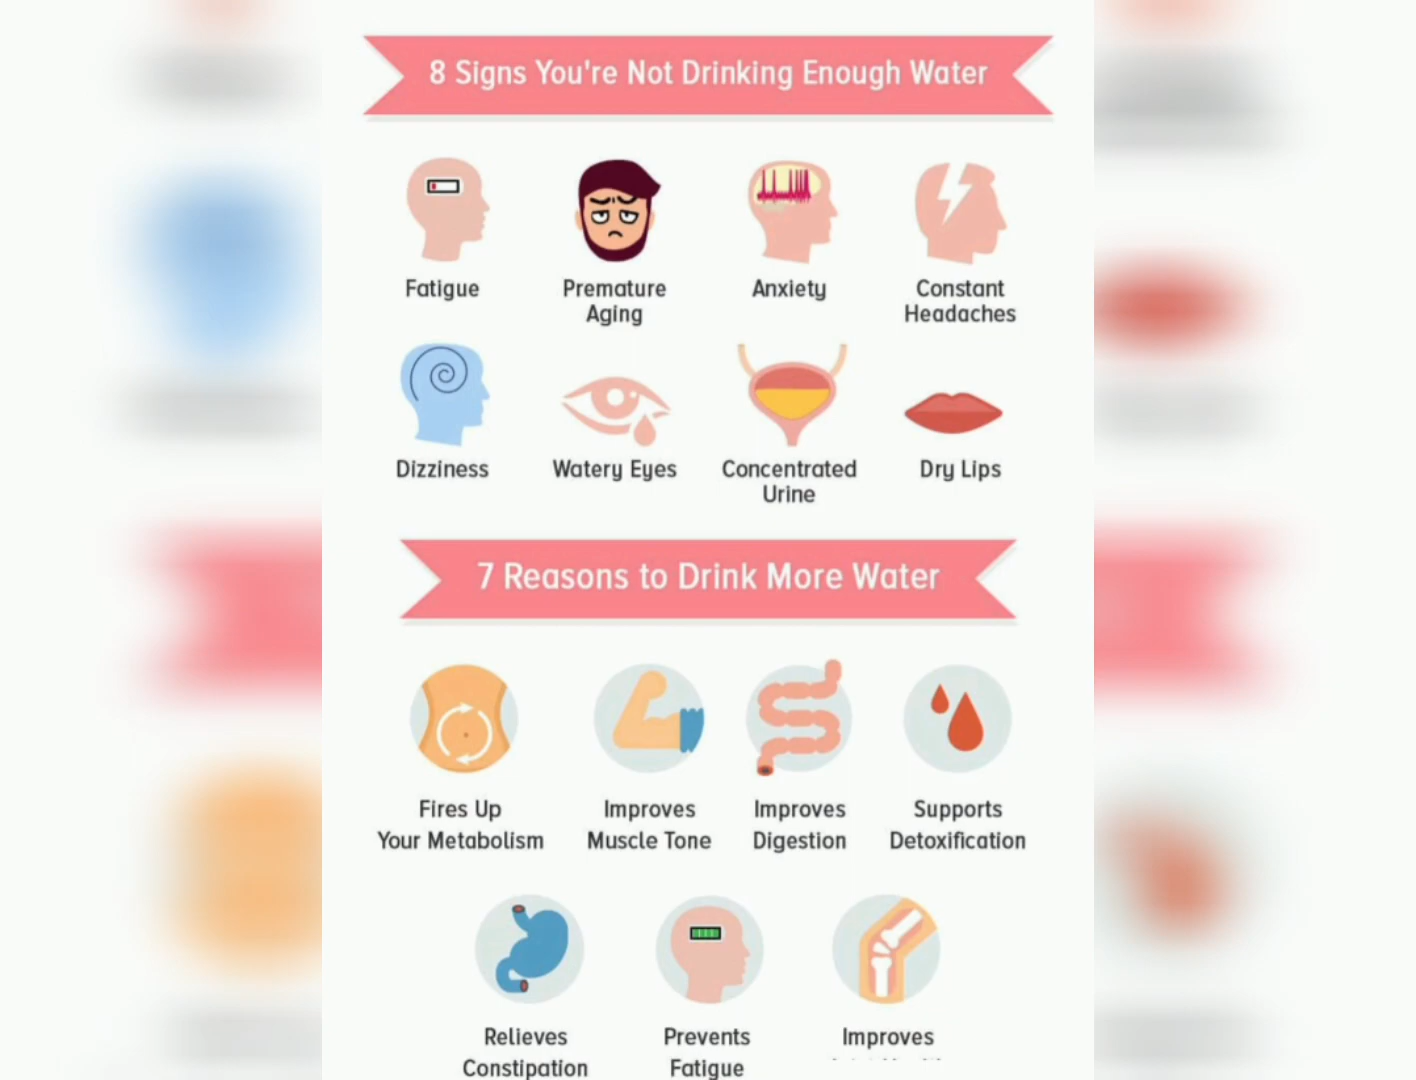 8 Signs You're Not Drinking Enough Water
Fatigue
Premature
Aging
Anxiety
Constant
Headaches
Dizziness
Watery Eyes
Concentrated
Urine
Dry Lips
7 Reasons to Drink More Water
Fires Up
Your Metabolism
Improves
Muscle Tone
Improves
Digestion
Supports
Detoxification
Relieves
Constipation
Prevents
Fatigue
Improves